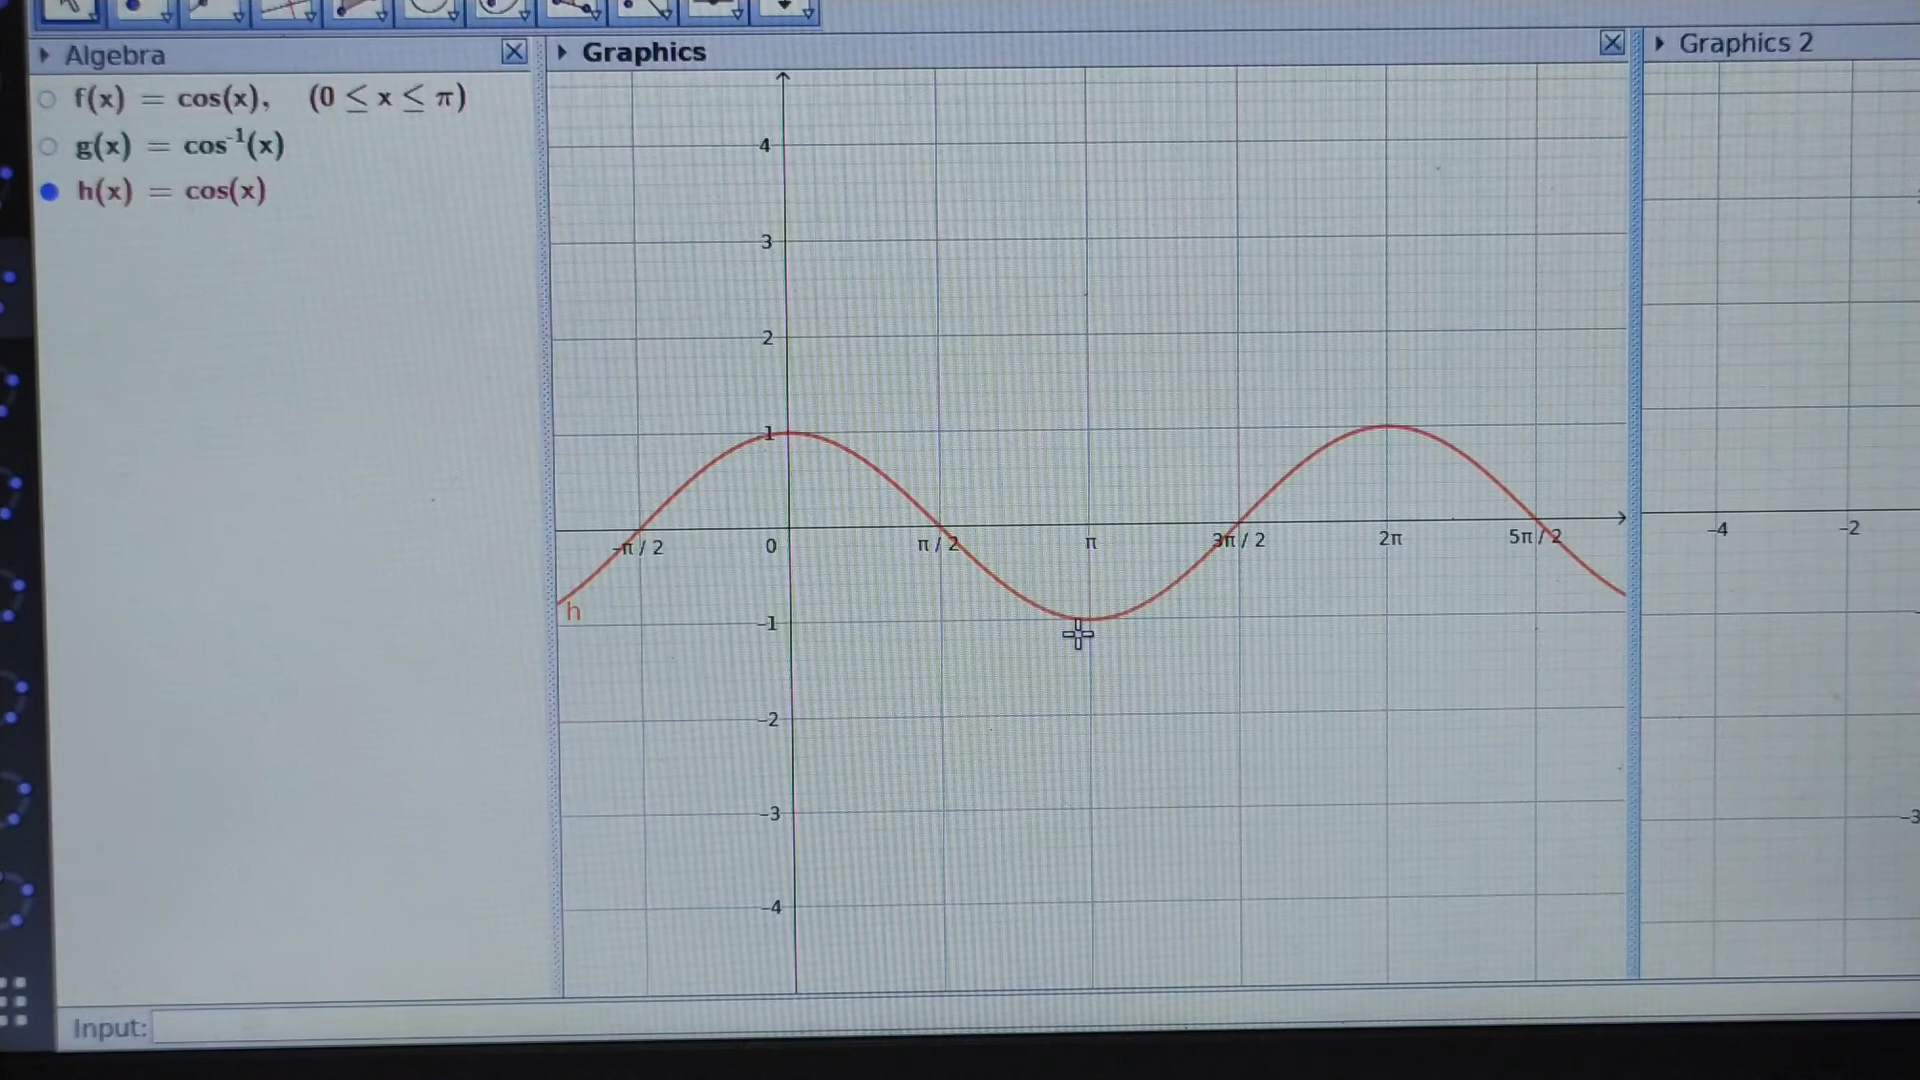 Algebra
Graphics
Graphics 2
f(x) = cos(x), (0 ≤ x ≤ π)
g(x) = cos⁻¹(x)
h(x) = cos(x)
4
3
2
1
-π / 2
0
π / 2
π
3π / 2
2π
5π / 2
-4
-2
h
-1
-2
-3
-3
-4
Input: